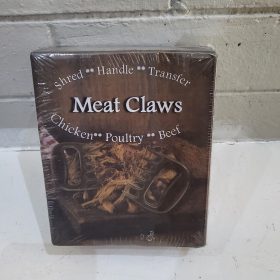 Shred ** Handle ** Transfer
Meat Claws
Chicken** Poultry ** Beef